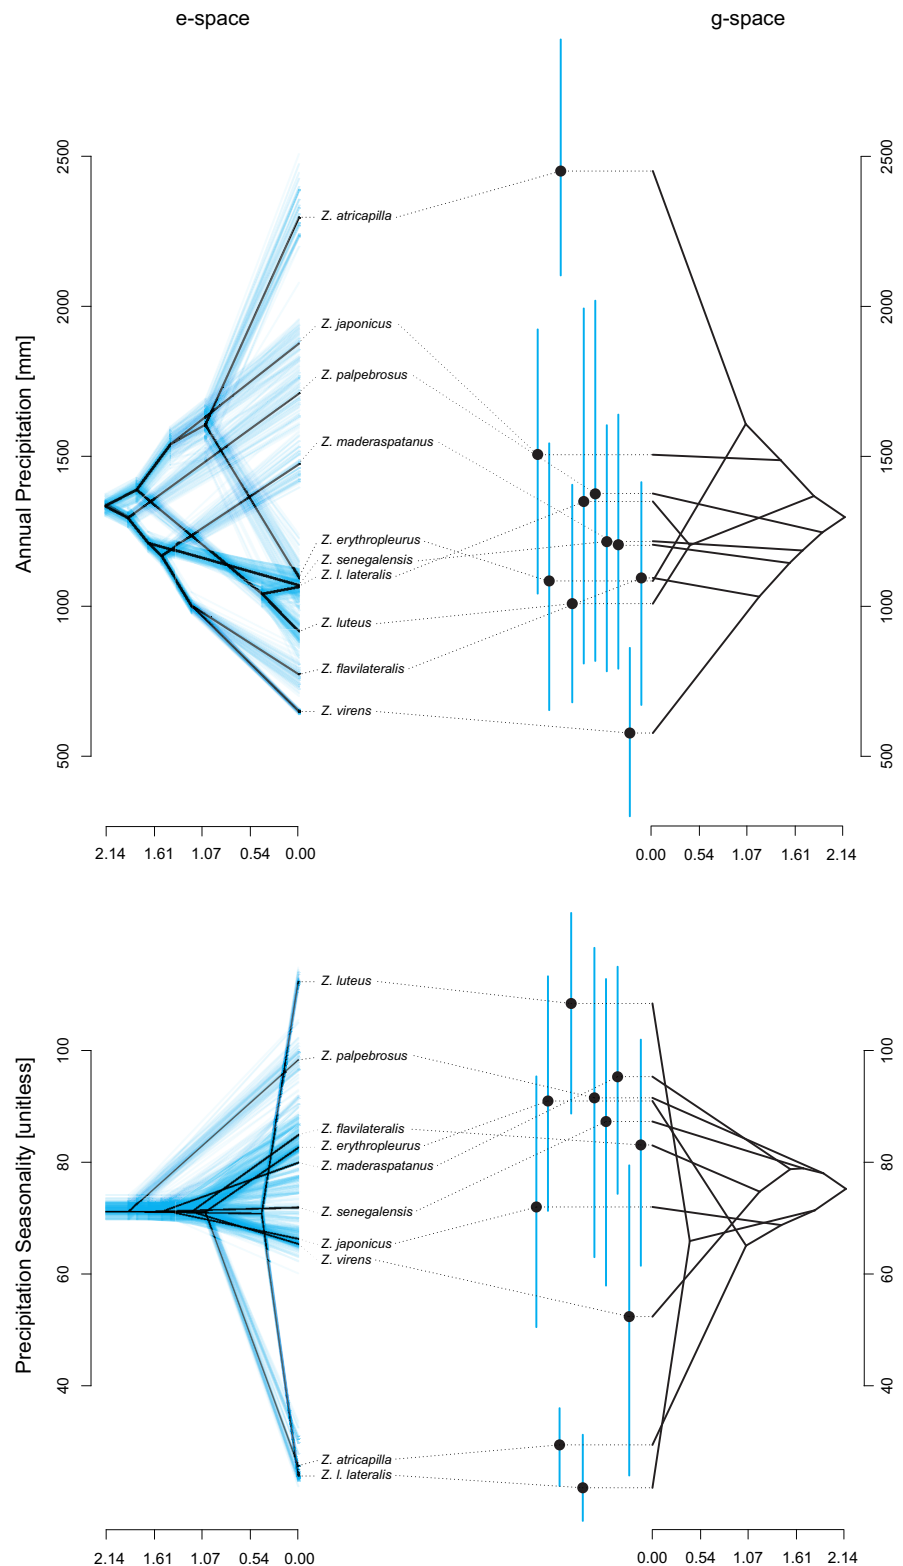 e-space
g-space
Annual Precipitation [mm]
2500
2000
1500
1000
500
2500
2000
1500
1000
500
Z. atricapilla
Z. japonicus
Z. palpebrosus
Z. maderaspatanus
Z. erythropleurus
Z. senegalensis
Z. l. lateralis
Z. luteus
Z. flavilateralis
Z. virens
2.14 1.61 1.07 0.54 0.00
0.00 0.54 1.07 1.61 2.14
Precipitation Seasonality [unitless]
100
80
60
40
100
80
60
40
Z. luteus
Z. palpebrosus
Z. flavilateralis
Z. erythropleurus
Z. maderaspatanus
Z. senegalensis
Z. japonicus
Z. virens
Z. atricapilla
Z. l. lateralis
2.14 1.61 1.07 0.54 0.00
0.00 0.54 1.07 1.61 2.14